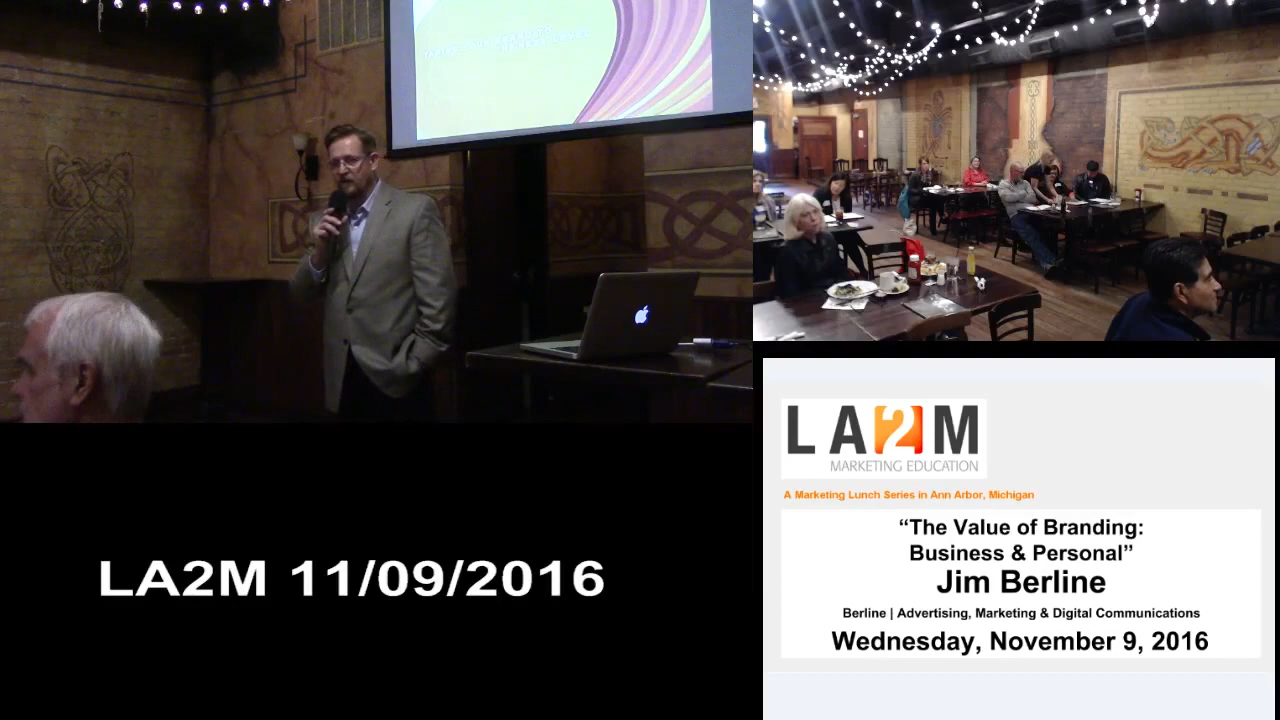 LA2M
MARKETING EDUCATION
A Marketing Lunch Series in Ann Arbor, Michigan
“The Value of Branding:
Business & Personal”
Jim Berline
Berline | Advertising, Marketing & Digital Communications
Wednesday, November 9, 2016
LA2M 11/09/2016